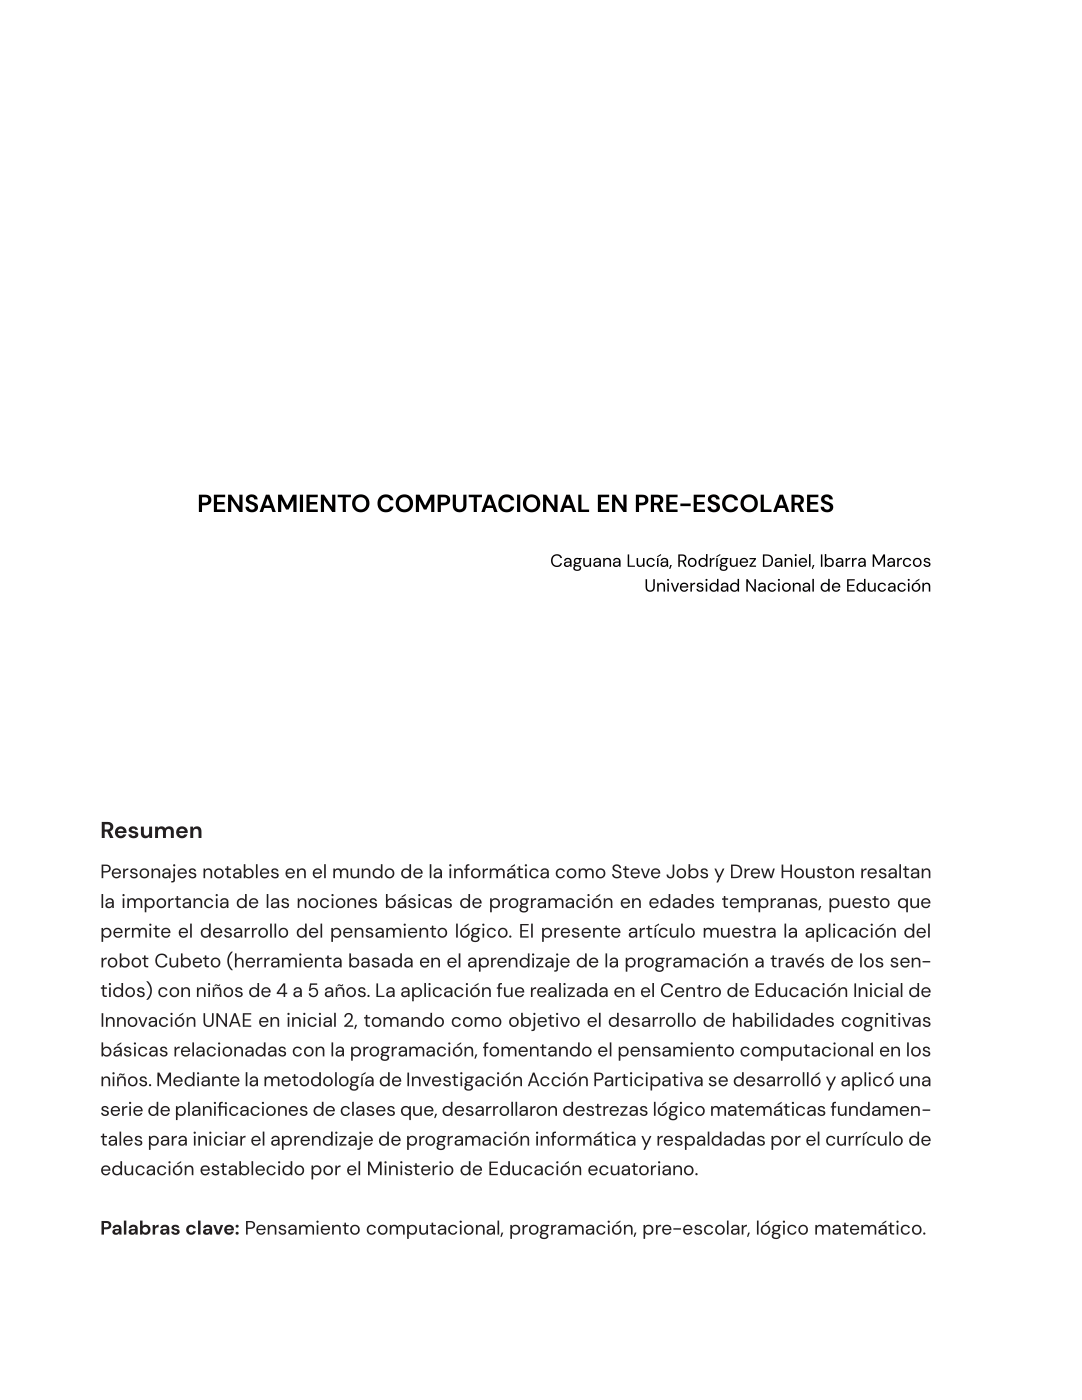 PENSAMIENTO COMPUTACIONAL EN PRE-ESCOLARES
Caguana Lucía, Rodríguez Daniel, Ibarra Marcos
Universidad Nacional de Educación
Resumen
Personajes notables en el mundo de la informática como Steve Jobs y Drew Houston resaltan
la importancia de las nociones básicas de programación en edades tempranas, puesto que
permite el desarrollo del pensamiento lógico. El presente artículo muestra la aplicación del
robot Cubeto (herramienta basada en el aprendizaje de la programación a través de los sen-
tidos) con niños de 4 a 5 años. La aplicación fue realizada en el Centro de Educación Inicial de
Innovación UNAE en inicial 2, tomando como objetivo el desarrollo de habilidades cognitivas
básicas relacionadas con la programación, fomentando el pensamiento computacional en los
niños. Mediante la metodología de Investigación Acción Participativa se desarrolló y aplicó una
serie de planificaciones de clases que, desarrollaron destrezas lógico matemáticas fundamen-
tales para iniciar el aprendizaje de programación informática y respaldadas por el currículo de
educación establecido por el Ministerio de Educación ecuatoriano.
Palabras clave: Pensamiento computacional, programación, pre-escolar, lógico matemático.